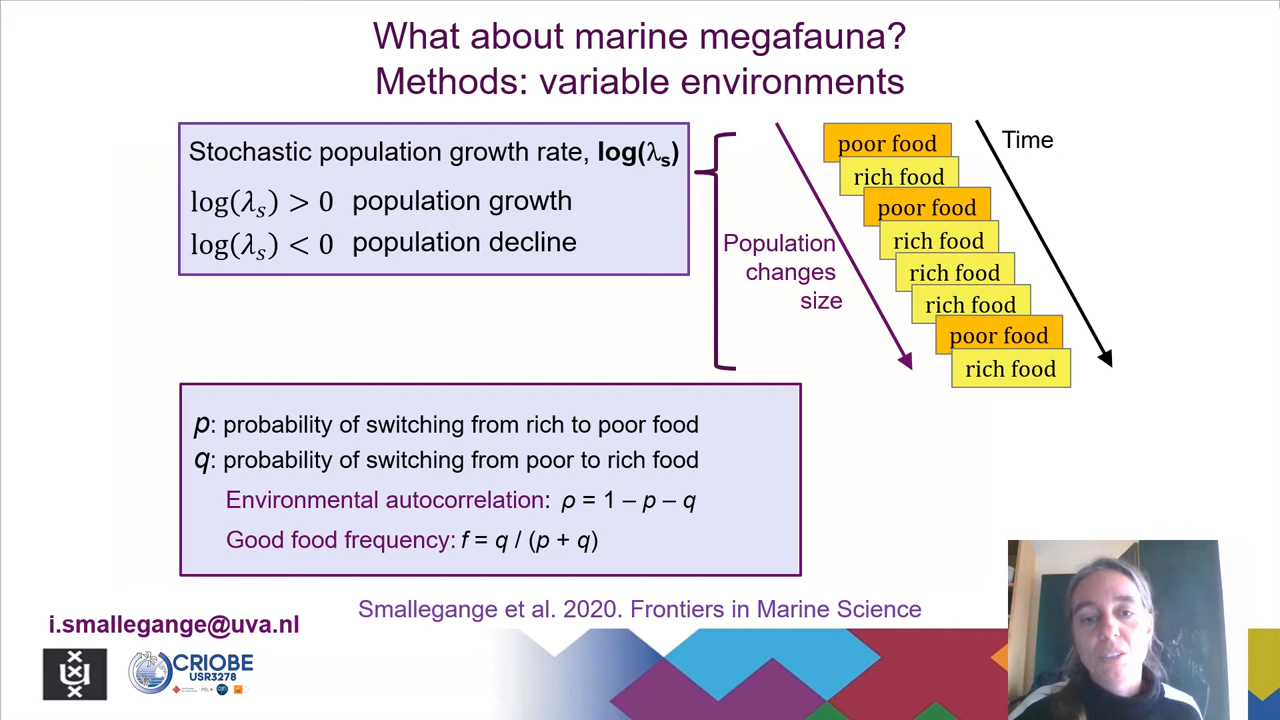 What about marine megafauna?
Methods: variable environments
Stochastic population growth rate, log(λs)
log(λs) > 0 population growth
log(λs) < 0 population decline
Population
changes
size
poor food
rich food
poor food
rich food
rich food
rich food
poor food
rich food
Time
p: probability of switching from rich to poor food
q: probability of switching from poor to rich food
Environmental autocorrelation: ρ = 1 – p – q
Good food frequency: f = q / (p + q)
Smallegange et al. 2020. Frontiers in Marine Science
i.smallegange@uva.nl
CRIOBE
USR3278